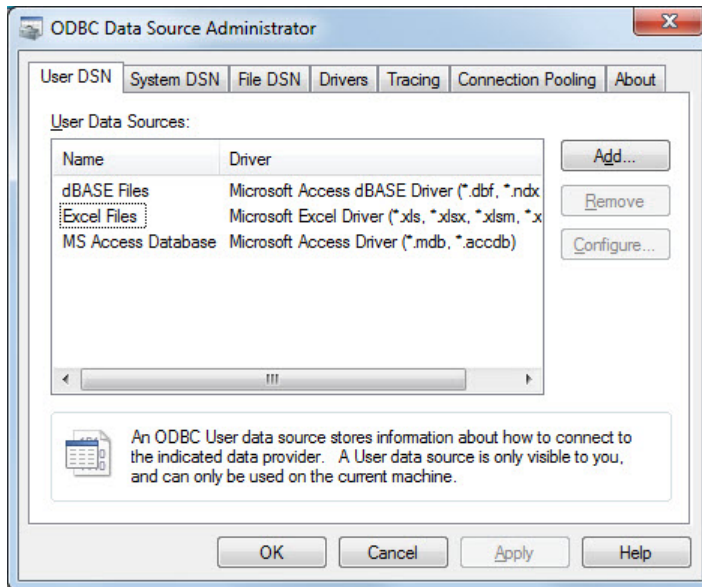 ODBC Data Source Administrator
User DSN System DSN File DSN Drivers Tracing Connection Pooling About
User Data Sources:
Name Driver
dBASE Files Microsoft Access dBASE Driver (*.dbf, *.ndx
Excel Files Microsoft Excel Driver (*.xls, *.xlsx, *.xlsm, *.x
MS Access Database Microsoft Access Driver (*.mdb, *.accdb)
Add...
Remove
Configure...
An ODBC User data source stores information about how to connect to
the indicated data provider. A User data source is only visible to you,
and can only be used on the current machine.
OK Cancel Apply Help